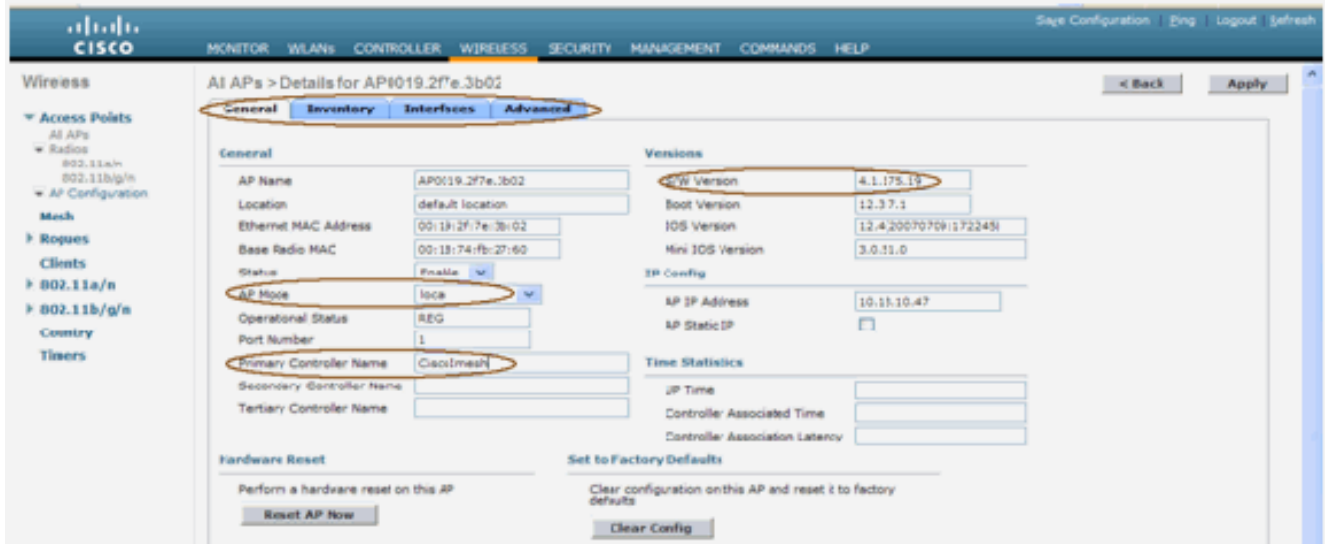 Save Configuration | Ping | Logout | Refresh
CISCO
MONITOR WLANs CONTROLLER WIRELESS SECURITY MANAGEMENT COMMANDS HELP
Wireless
All APs > Details for AP0019.2f7e.3b02
< Back
Apply
Access Points
All APs
Radios
802.11a/n
802.11b/g/n
AP Configuration
Mesh
Rogues
Clients
802.11a/n
802.11b/g/n
Country
Timers
General Inventory Interfaces Advanced
General
AP Name AP0019.2f7e.3b02
Location default location
Ethernet MAC Address 00:19:2f:7e:3b:02
Base Radio MAC
Status Enable
AP Mode local
Operational Status REG
Port Number 1
Primary Controller Name
Secondary Controller Name
Tertiary Controller Name
Versions
S/W Version 4.1.175.19
Boot Version 12.3.7.1
IOS Version
Mini IOS Version 3.0.51.0
IP Config
AP IP Address
AP Static IP
Time Statistics
UP Time
Controller Associated Time
Controller Association Latency
Hardware Reset
Perform a hardware reset on this AP
Reset AP Now
Set to Factory Defaults
Clear configuration on this AP and reset it to factory
defaults
Clear Config